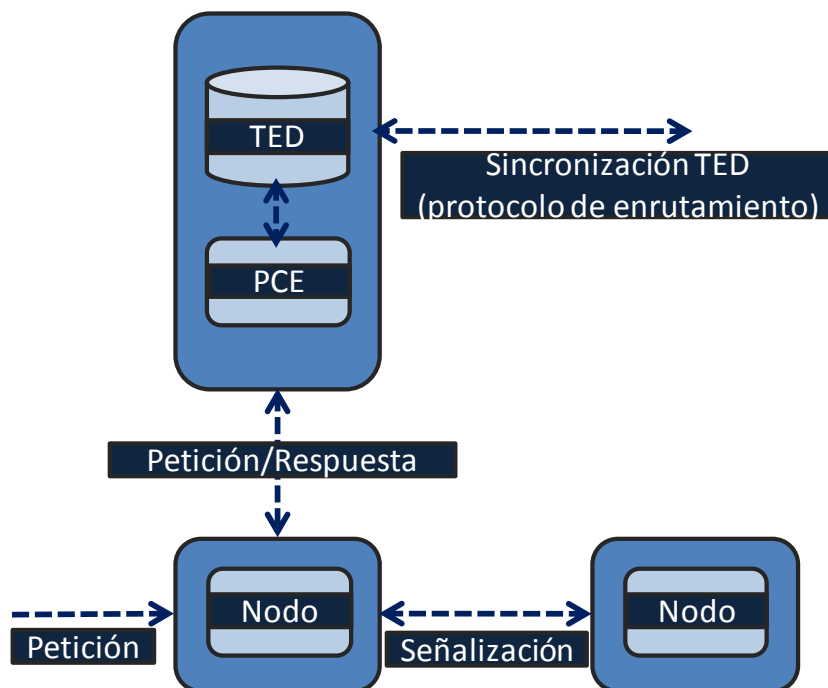 TED
Sincronización TED
(protocolo de enrutamiento)
PCE
Petición/Respuesta
Nodo
Nodo
Petición
Señalización